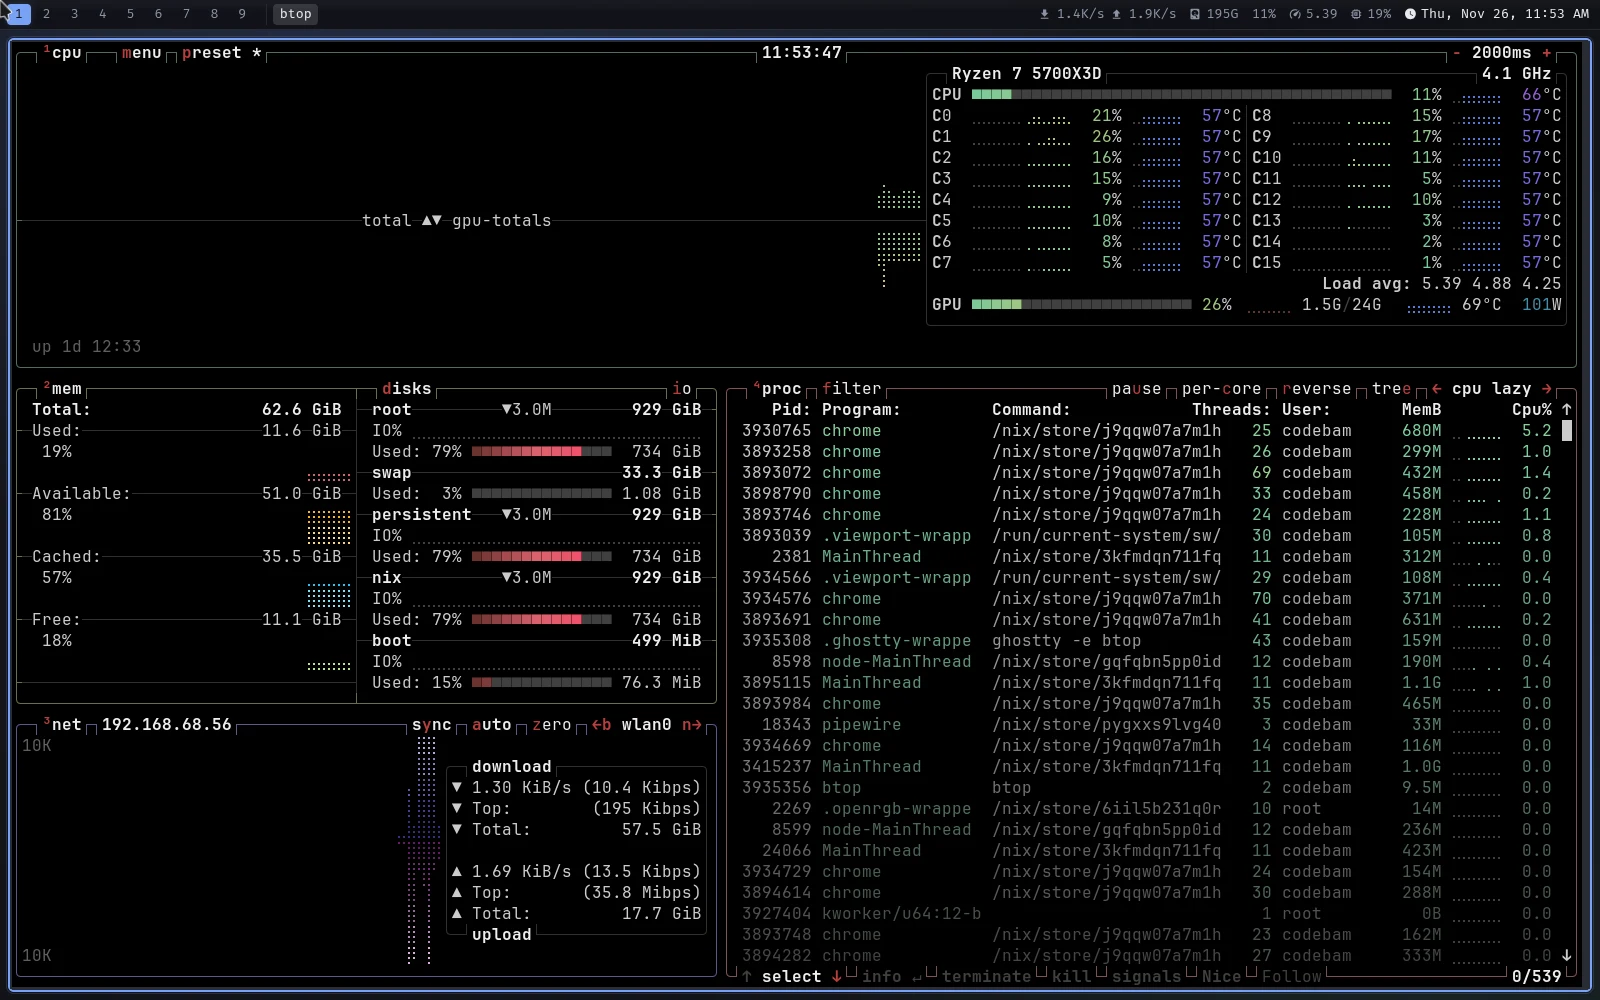 1 2 3 4 5 6 7 8 9 btop 1.4K/s 1.9K/s 195G 11% 5.39 19% Thu, Nov 26, 11:53 AM
¹cpu menu preset * 11:53:47 - 2000ms +
Ryzen 7 5700X3D 4.1 GHz
CPU 11% 66°C
C0 21% 57°C C8 15% 57°C
C1 26% 57°C C9 17% 57°C
C2 16% 57°C C10 11% 57°C
C3 15% 57°C C11 5% 57°C
C4 9% 57°C C12 10% 57°C
C5 10% 57°C C13 3% 57°C
C6 8% 57°C C14 2% 57°C
C7 5% 57°C C15 1% 57°C
total ▲▼ gpu-totals
Load avg: 5.39 4.88 4.25
GPU 26% 1.5G/24G 69°C 101W
up 1d 12:33
²mem
Total: 62.6 GiB
Used: 11.6 GiB
19%
Available: 51.0 GiB
81%
Cached: 35.5 GiB
57%
Free: 11.1 GiB
18%
disks io
root ▼3.0M 929 GiB
IO%
Used: 79% 734 GiB
swap 33.3 GiB
Used: 3% 1.08 GiB
persistent ▼3.0M 929 GiB
IO%
Used: 79% 734 GiB
nix ▼3.0M 929 GiB
IO%
Used: 79% 734 GiB
boot 499 MiB
IO%
Used: 15% 76.3 MiB
³net 192.168.68.56 sync auto zero ←b wlan0 n→
10K
download
▼ 1.30 KiB/s (10.4 Kibps)
▼ Top: (195 Kibps)
▼ Total: 57.5 GiB
▲ 1.69 KiB/s (13.5 Kibps)
▲ Top: (35.8 Mibps)
▲ Total: 17.7 GiB
upload
10K
⁴proc filter pause per-core reverse tree ← cpu lazy →
Pid: Program: Command: Threads: User: MemB Cpu% ↑
3930765 chrome /nix/store/j9qqw07a7m1h 25 codebam 680M 5.2
3893258 chrome /nix/store/j9qqw07a7m1h 26 codebam 299M 1.0
3893072 chrome /nix/store/j9qqw07a7m1h 69 codebam 432M 1.4
3898790 chrome /nix/store/j9qqw07a7m1h 33 codebam 458M 0.2
3893746 chrome /nix/store/j9qqw07a7m1h 24 codebam 228M 1.1
3893039 .viewport-wrapp /run/current-system/sw/ 30 codebam 105M 0.8
2381 MainThread /nix/store/3kfmdqn711fq 11 codebam 312M 0.0
3934566 .viewport-wrapp /run/current-system/sw/ 29 codebam 108M 0.4
3934576 chrome /nix/store/j9qqw07a7m1h 70 codebam 371M 0.0
3893691 chrome /nix/store/j9qqw07a7m1h 41 codebam 631M 0.2
3935308 .ghostty-wrappe ghostty -e btop 43 codebam 159M 0.0
8598 node-MainThread /nix/store/gqfqbn5pp0id 12 codebam 190M 0.4
3895115 MainThread /nix/store/3kfmdqn711fq 11 codebam 1.1G 1.0
3893984 chrome /nix/store/j9qqw07a7m1h 35 codebam 465M 0.0
18343 pipewire /nix/store/pygxxs9lvg40 3 codebam 33M 0.0
3934669 chrome /nix/store/j9qqw07a7m1h 14 codebam 116M 0.0
3415237 MainThread /nix/store/3kfmdqn711fq 11 codebam 1.0G 0.0
3935356 btop btop 2 codebam 9.5M 0.0
2269 .openrgb-wrappe /nix/store/6iil5b231q0r 10 root 14M 0.0
8599 node-MainThread /nix/store/gqfqbn5pp0id 12 codebam 236M 0.0
24066 MainThread /nix/store/3kfmdqn711fq 11 codebam 423M 0.0
3934729 chrome /nix/store/j9qqw07a7m1h 24 codebam 154M 0.0
3894614 chrome /nix/store/j9qqw07a7m1h 30 codebam 288M 0.0
3927404 kworker/u64:12-b 1 root 0B 0.0
3893748 chrome /nix/store/j9qqw07a7m1h 23 codebam 162M 0.0
3894282 chrome /nix/store/j9qqw07a7m1h 27 codebam 333M 0.0 ↓
↑ select ↓ info ↵ terminate kill signals Nice Follow 0/539